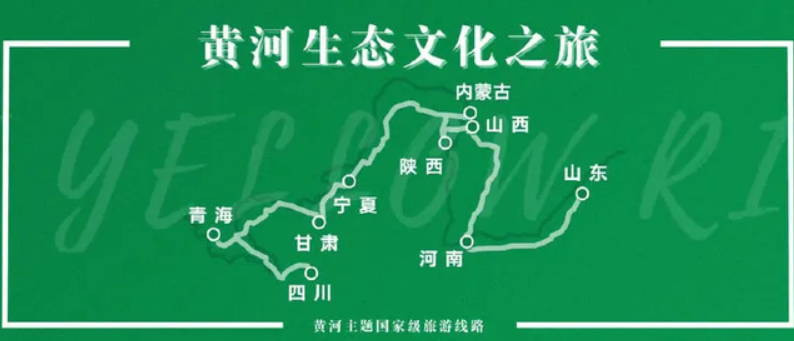 黄河生态文化之旅
YELLOW RI
内蒙古
山西
陕西
山东
宁夏
青海
甘肃
河南
四川
黄河主题国家级旅游线路